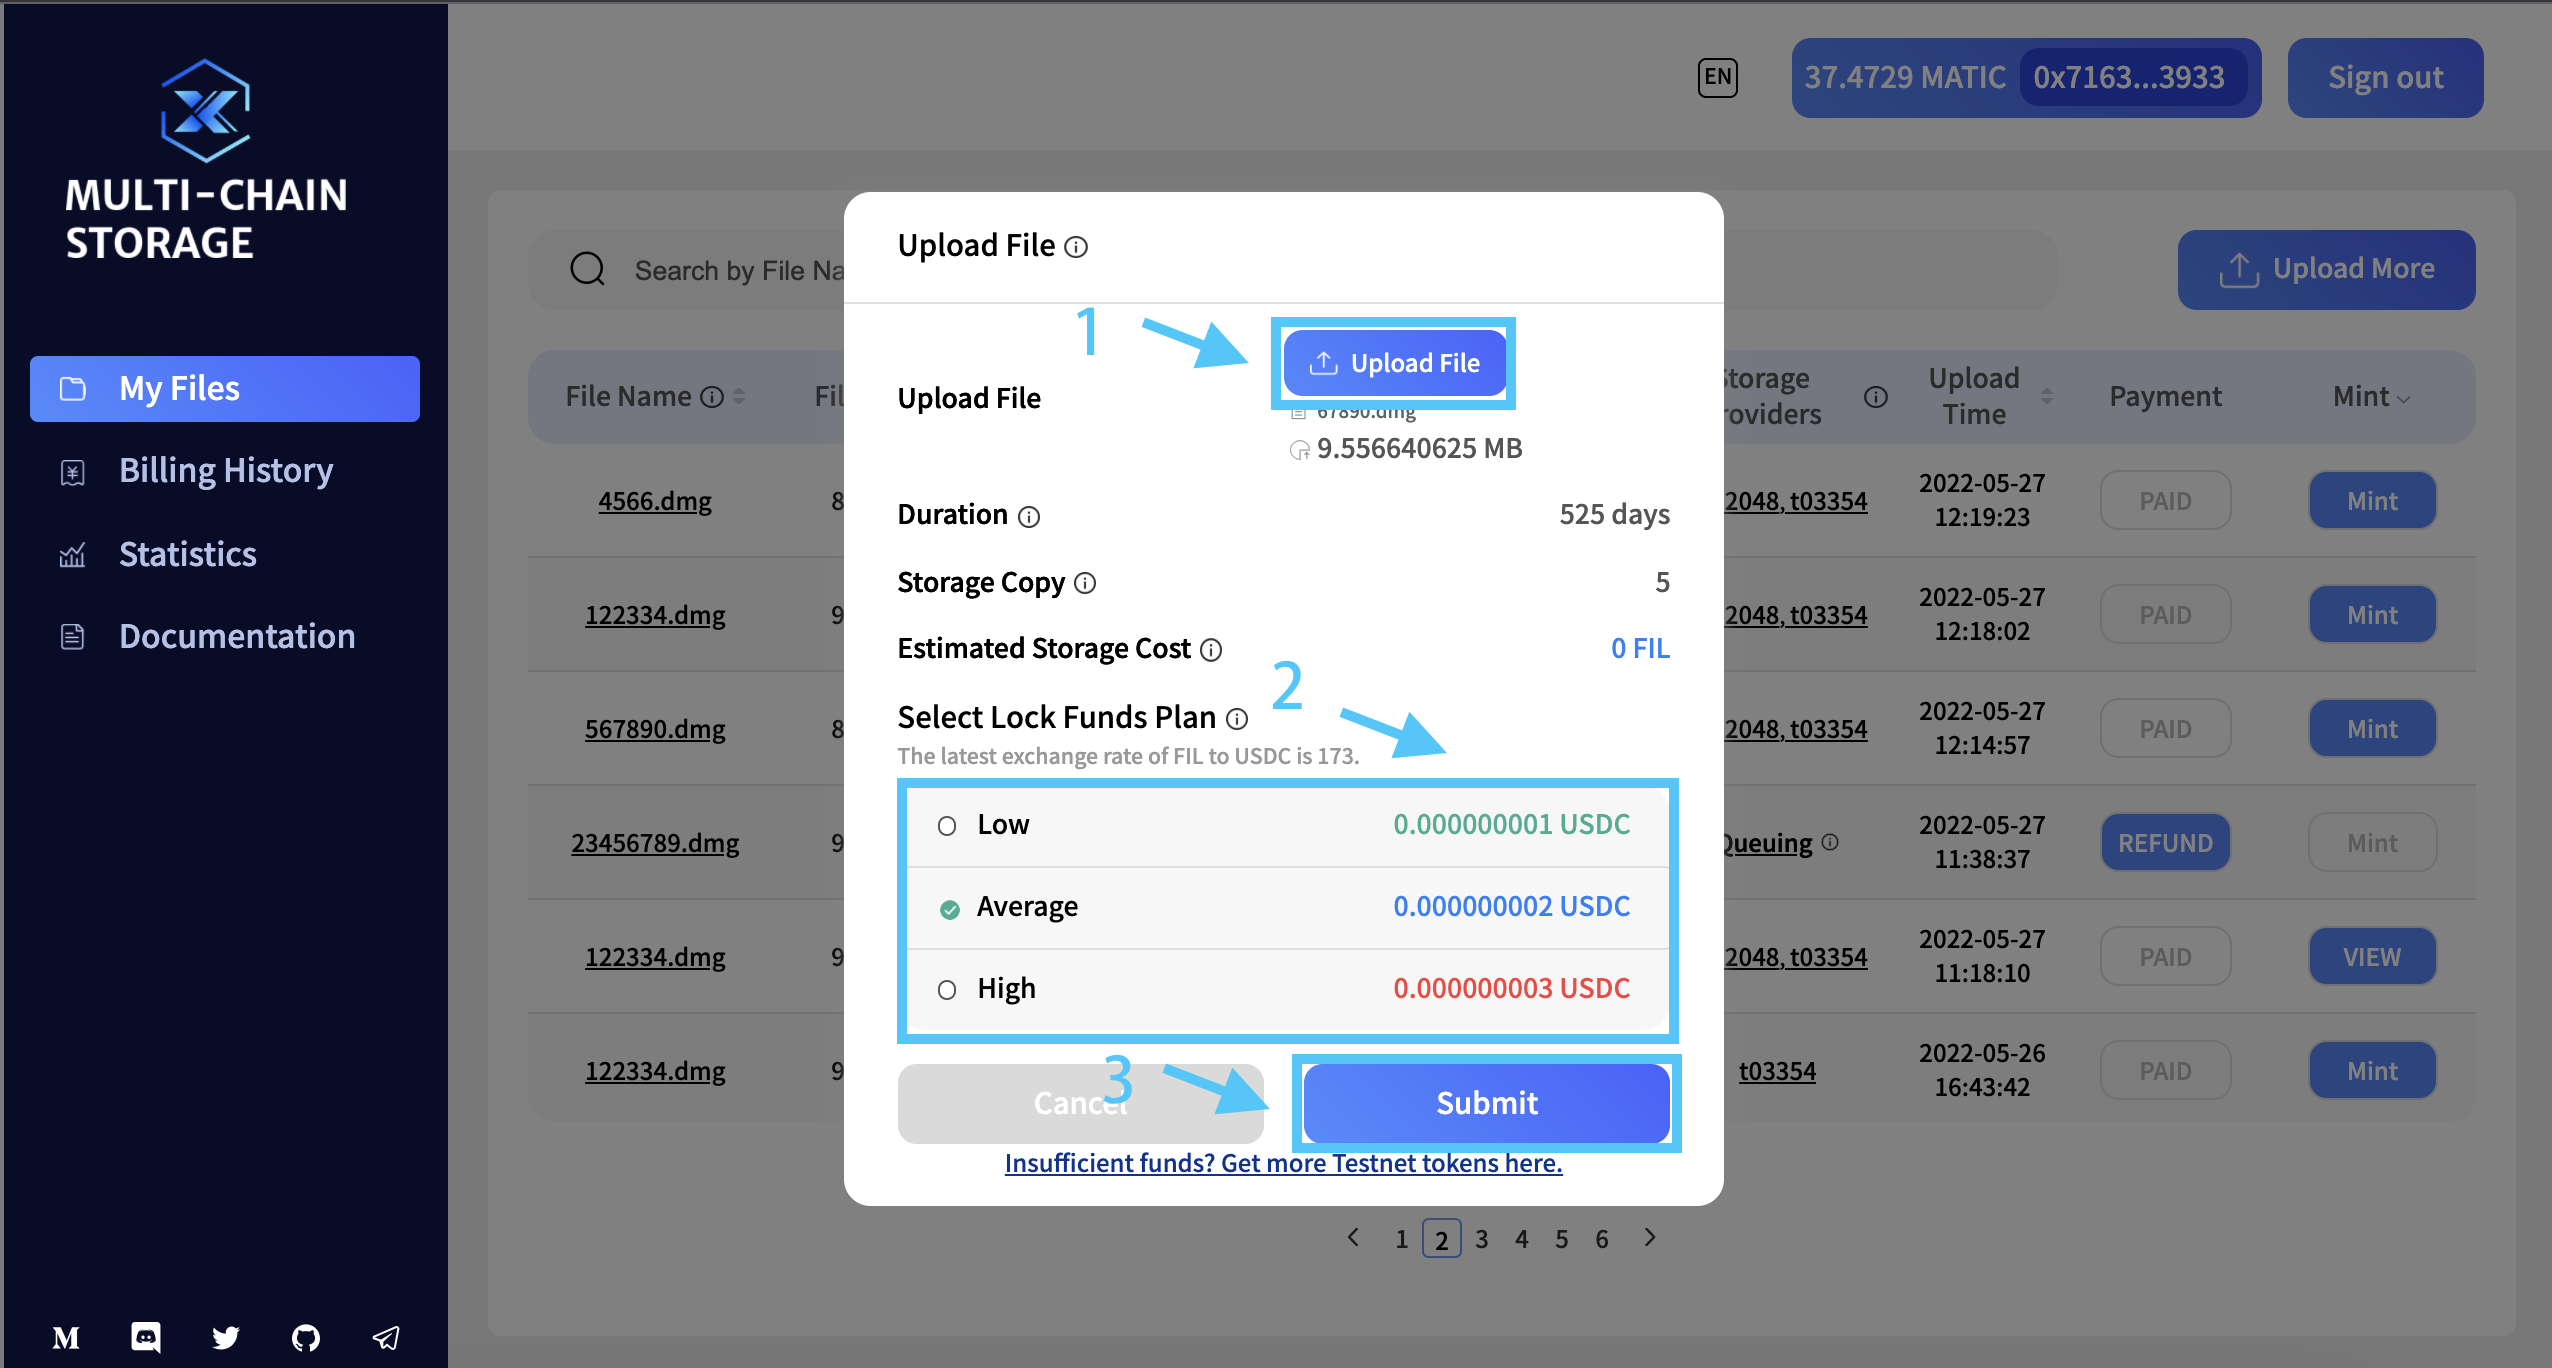 MULTI-CHAIN
STORAGE
My Files
Billing History
Statistics
Documentation
EN
37.4729 MATIC 0x7163...3933
Sign out
Search by File Na
Upload More
File Name
Fil
Storage
roviders
Upload
Time
Payment
Mint
4566.dmg 8 2048, t03354 2022-05-27
12:19:23 PAID Mint
122334.dmg 9 2048, t03354 2022-05-27
12:18:02 PAID Mint
567890.dmg 8 2048, t03354 2022-05-27
12:14:57 PAID Mint
23456789.dmg 9 Queuing 2022-05-27
11:38:37 REFUND Mint
122334.dmg 9 2048, t03354 2022-05-27
11:18:10 PAID VIEW
122334.dmg 9 t03354 2022-05-26
16:43:42 PAID Mint
Upload File
1
Upload File
Upload File
67890.dmg
9.556640625 MB
Duration 525 days
Storage Copy 5
Estimated Storage Cost 0 FIL
2
Select Lock Funds Plan
The latest exchange rate of FIL to USDC is 173.
Low 0.000000001 USDC
Average 0.000000002 USDC
High 0.000000003 USDC
3
Cancel
Submit
Insufficient funds? Get more Testnet tokens here.
1 2 3 4 5 6